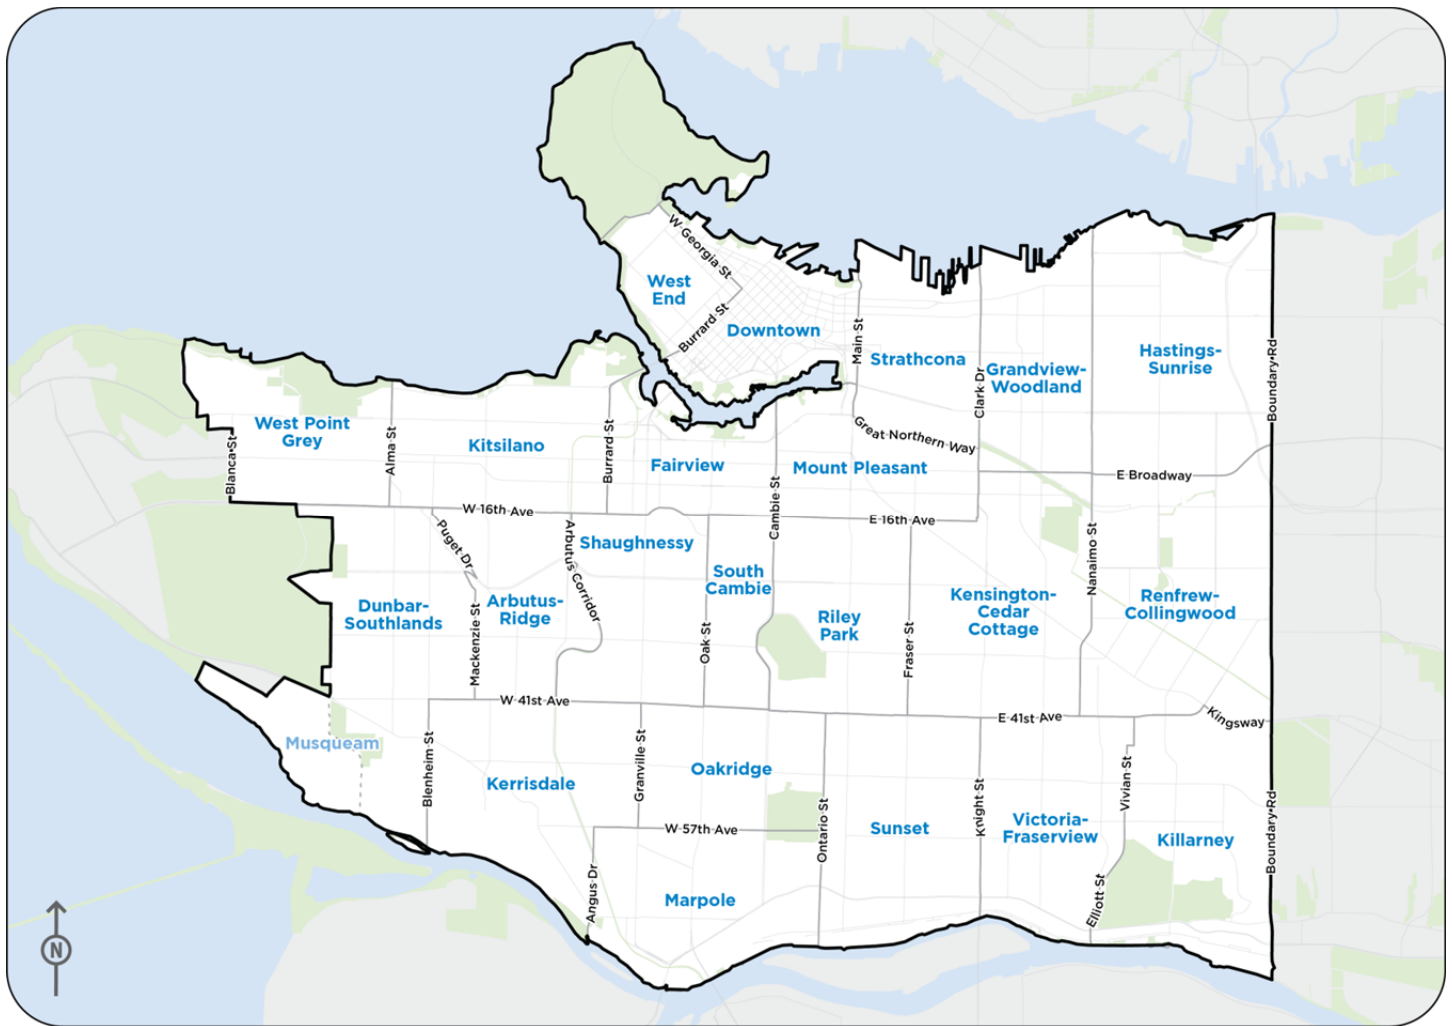 W Georgia St
West
End
Burrard St
Downtown
Main St
Strathcona
Clark Dr
Grandview-
Woodland
Hastings-
Sunrise
Boundary Rd
West Point
Grey
Blanca St
Alma St
Kitsilano
Burrard St
Fairview
Cambie St
Mount Pleasant
Great Northern Way
E Broadway
W 16th Ave
E 16th Ave
Puget Dr
Arbutus Corridor
Shaughnessy
South
Cambie
Nanaimo St
Dunbar-
Southlands
Mackenzie St
Arbutus-
Ridge
Oak St
Riley
Park
Fraser St
Kensington-
Cedar
Cottage
Renfrew-
Collingwood
W 41st Ave
E 41st Ave
Kingsway
Musqueam
Blenheim St
Kerrisdale
Granville St
Oakridge
W 57th Ave
Ontario St
Sunset
Knight St
Victoria-
Fraserview
Vivian St
Killarney
Boundary Rd
Angus Dr
Marpole
Elliott St
N